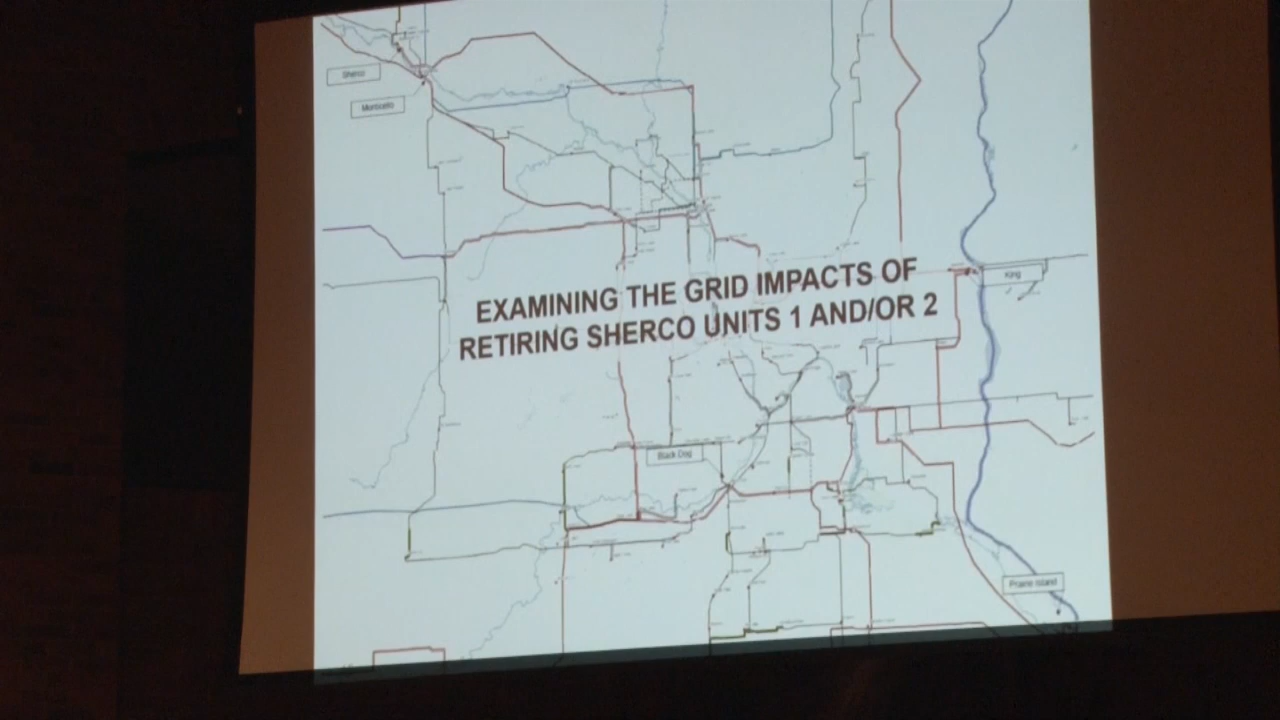 Sherco
Monticello
EXAMINING THE GRID IMPACTS OF
RETIRING SHERCO UNITS 1 AND/OR 2
King
Black Dog
Prairie Island